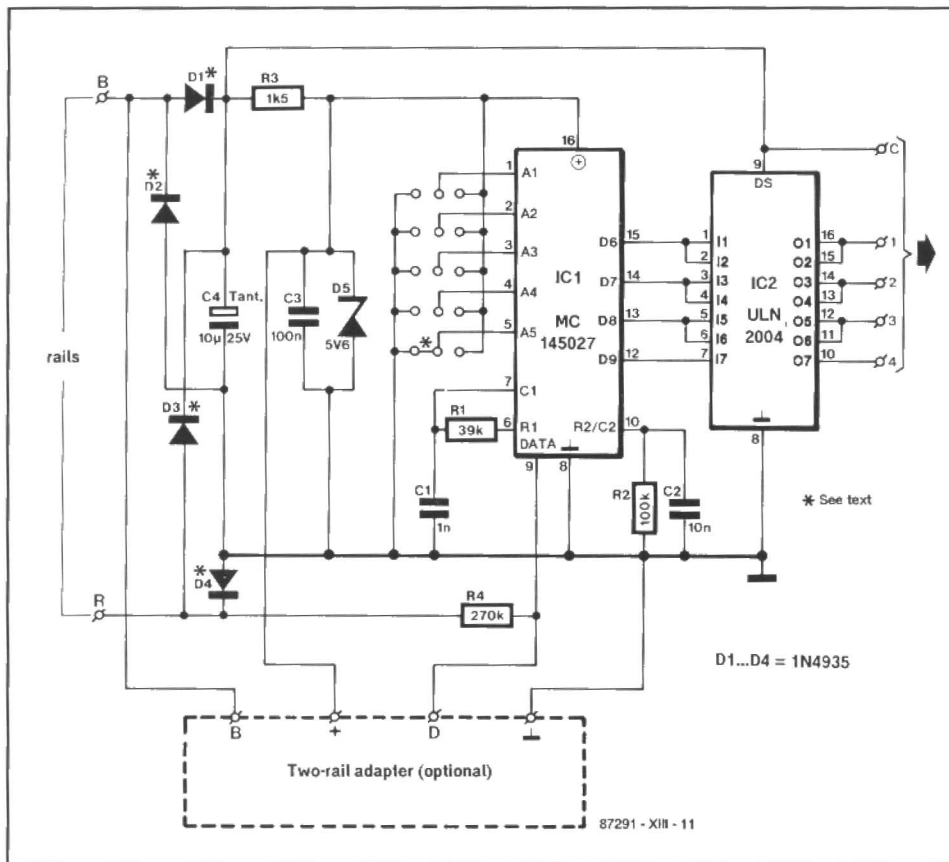 B
D1*
R3
1k5
*
D2
C4 Tant.
10µ 25V
C3
100n
D5
5V6
rails
D3 *
*
D4
R
1 A1
2 A2
3 A3
4 A4
5 A5
*
7 C1
6 R1
DATA
9
16
⊕
IC1
MC
145027
D6 15
D7 14
D8 13
D9 12
R2/C2 10
⊥
8
R1
39k
C1
1n
R2
100k
C2
10n
R4
270k
9
DS
1 I1
2 I2
3 I3
4 I4
5 I5
6 I6
7 I7
IC2
ULN
2004
O1 16
O2 15
O3 14
O4 13
O5 12
O6 11
O7 10
⊥
8
C
1
2
3
4
* See text
D1...D4 = 1N4935
B + D ⊥
Two-rail adapter (optional)
87291 - XIII - 11